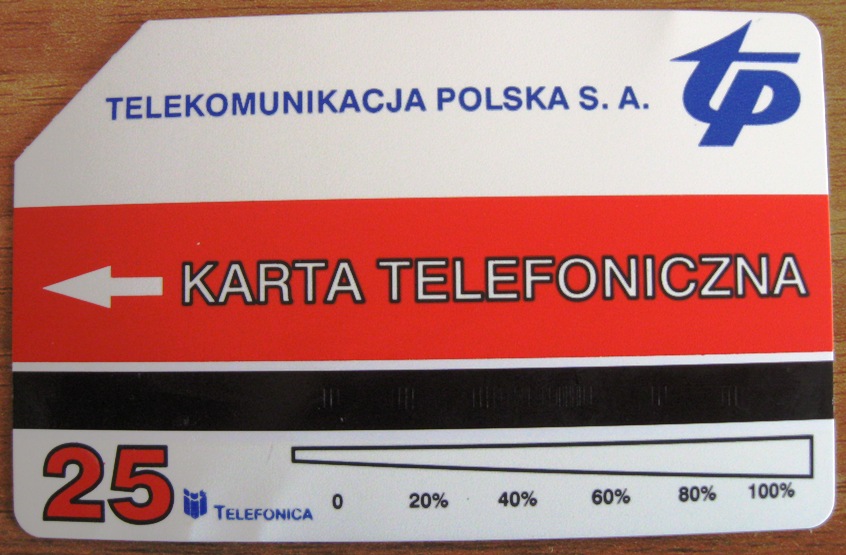 TELEKOMUNIKACJA POLSKA S. A.
tp
KARTA TELEFONICZNA
25
TELEFONICA
0 20% 40% 60% 80% 100%